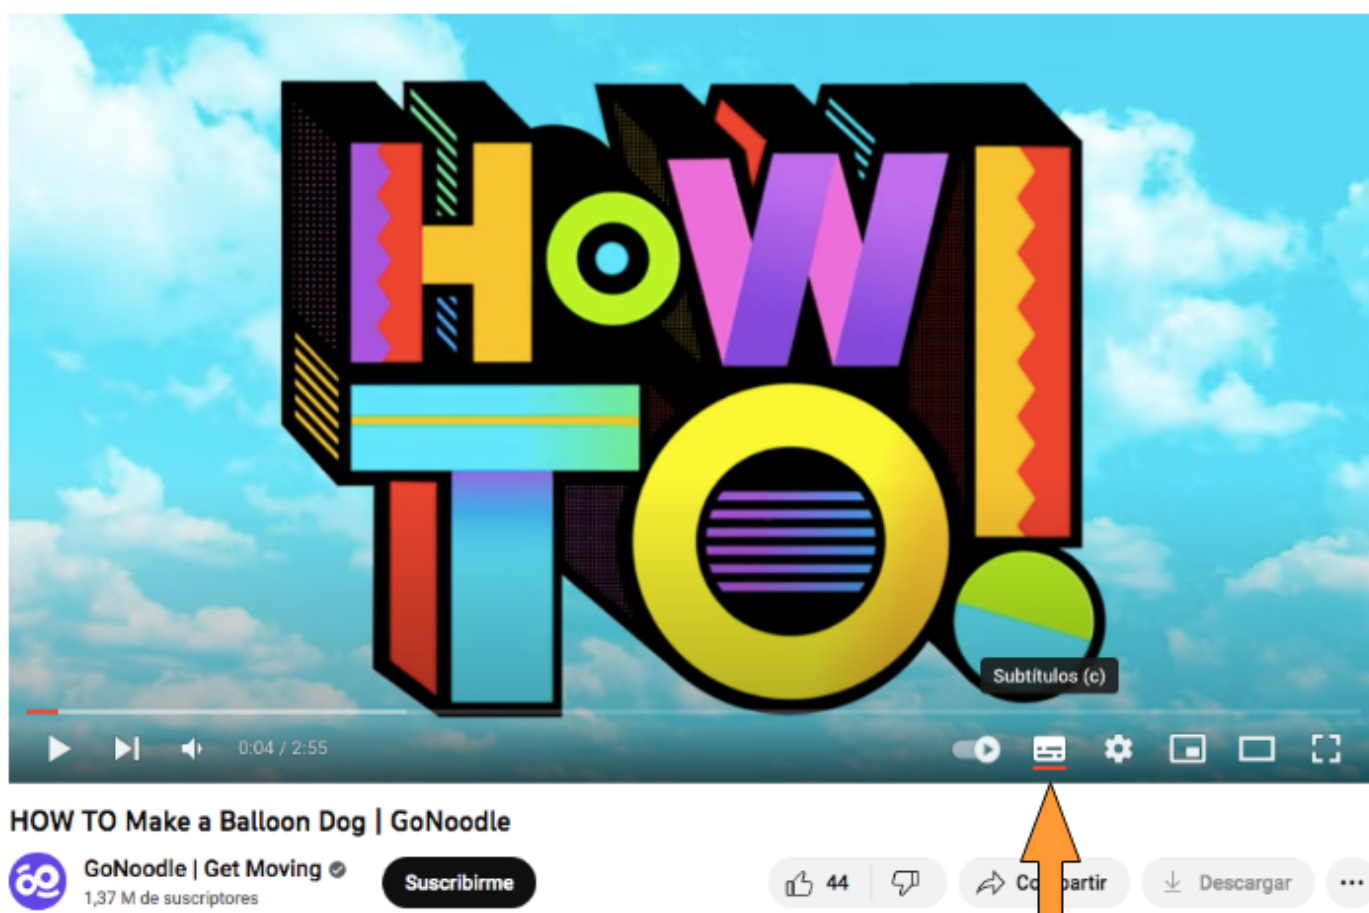 HOW
TO!
Subtítulos (c)
0:04 / 2:55
HOW TO Make a Balloon Dog | GoNoodle
GoNoodle | Get Moving
1,37 M de suscriptores
Suscribirme
44
Compartir
Descargar